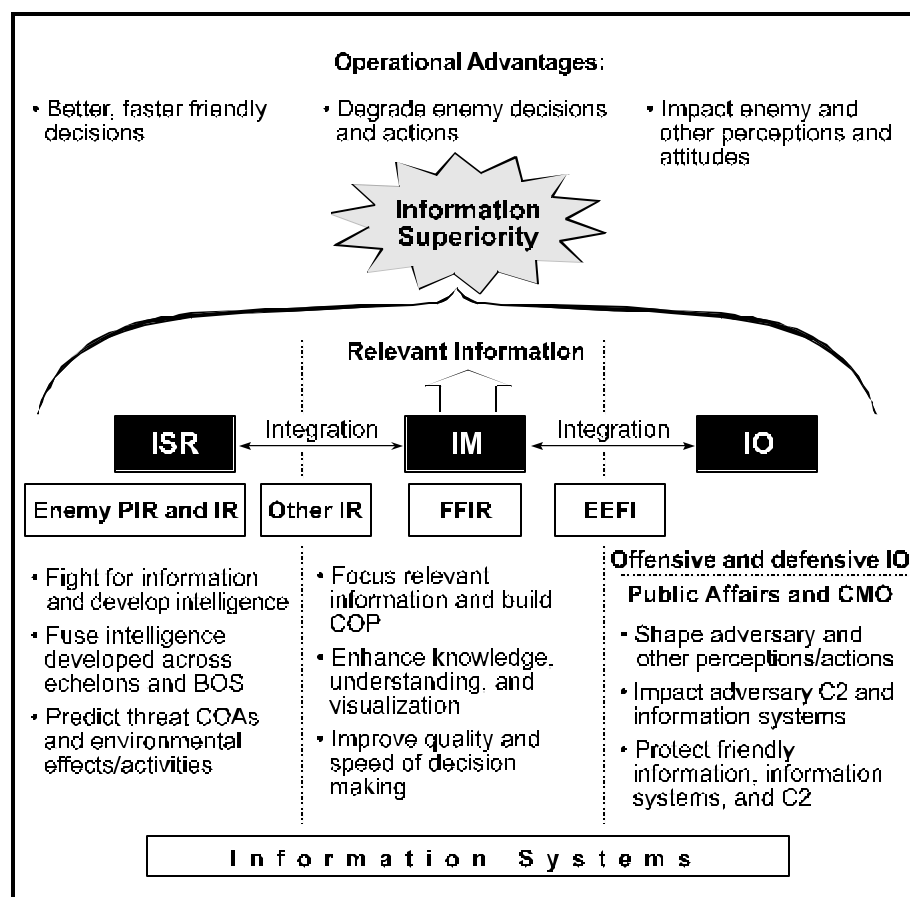 Operational Advantages:
• Better, faster friendly
decisions
• Degrade enemy decisions
and actions
• Impact enemy and
other perceptions and
attitudes
Information
Superiority
Relevant Information
ISR
Integration
IM
Integration
IO
Enemy PIR and IR
Other IR
FFIR
EEFI
• Fight for information
and develop intelligence
• Fuse intelligence
developed across
echelons and BOS
• Predict threat COAs
and environmental
effects/activities
• Focus relevant
information and build
COP
• Enhance knowledge,
understanding, and
visualization
• Improve quality and
speed of decision
making
Offensive and defensive IO
Public Affairs and CMO
• Shape adversary and
other perceptions/actions
• Impact adversary C2 and
information systems
• Protect friendly
information, information
systems, and C2
Information Systems